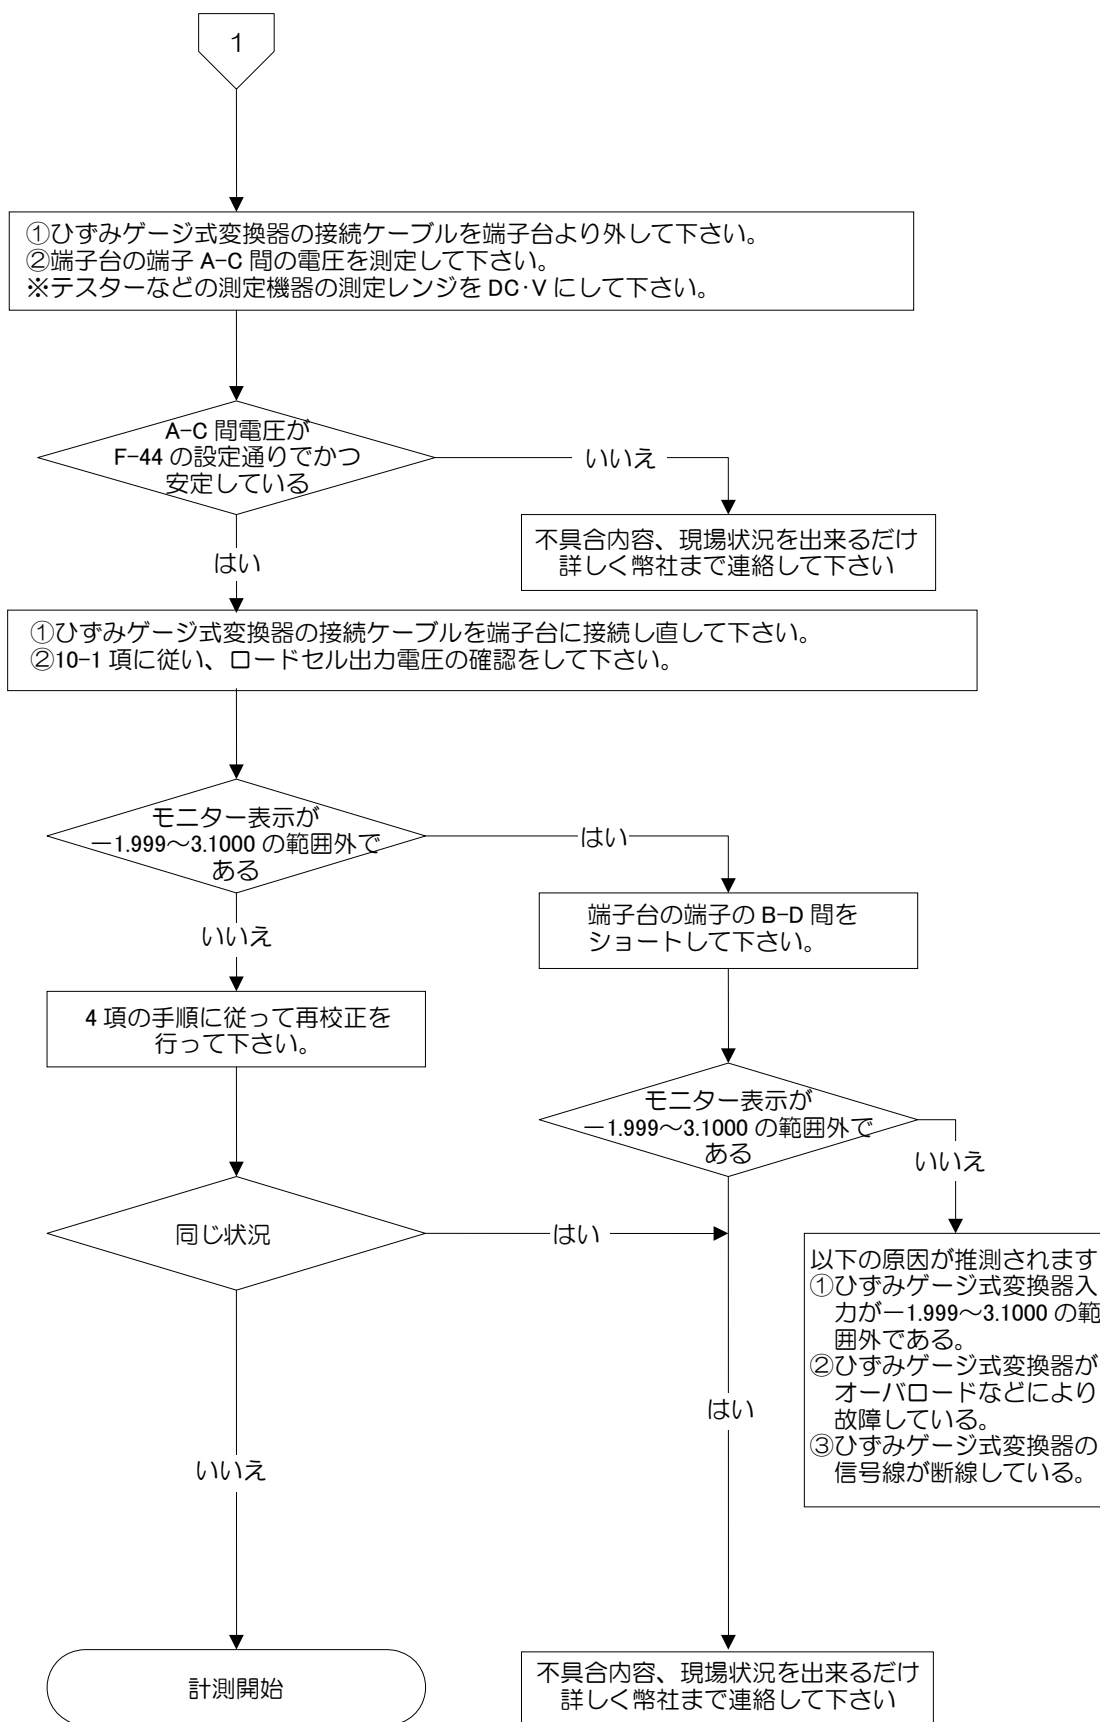 1
①ひずみゲージ式変換器の接続ケーブルを端子台より外して下さい。
②端子台の端子 A-C 間の電圧を測定して下さい。
※テスターなどの測定機器の測定レンジを DC・V にして下さい。
A-C 間電圧が
F-44 の設定通りでかつ
安定している
いいえ
不具合内容、現場状況を出来るだけ
詳しく幣社まで連絡して下さい
はい
①ひずみゲージ式変換器の接続ケーブルを端子台に接続し直して下さい。
②10-1 項に従い、ロードセル出力電圧の確認をして下さい。
モニター表示が
−1.999〜3.1000 の範囲外で
ある
はい
端子台の端子の B-D 間を
ショートして下さい。
いいえ
4 項の手順に従って再校正を
行って下さい。
モニター表示が
−1.999〜3.1000 の範囲外で
ある
いいえ
同じ状況
はい
以下の原因が推測されます
①ひずみゲージ式変換器入
力が−1.999〜3.1000 の範
囲外である。
②ひずみゲージ式変換器が
オーバロードなどにより
故障している。
③ひずみゲージ式変換器の
信号線が断線している。
はい
いいえ
計測開始
不具合内容、現場状況を出来るだけ
詳しく幣社まで連絡して下さい